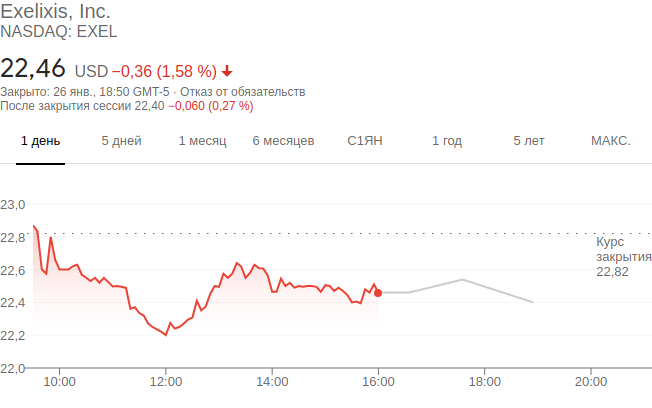 Exelixis, Inc.
NASDAQ: EXEL
22,46 USD −0,36 (1,58 %)
Закрыто: 26 янв., 18:50 GMT-5 · Отказ от обязательств
После закрытия сессии 22,40 −0,060 (0,27 %)
1 день 5 дней 1 месяц 6 месяцев С1ЯН 1 год 5 лет МАКС.
23,0
22,8
Курс
закрытия
22,82
22,6
22,4
22,2
22,0
10:00 12:00 14:00 16:00 18:00 20:00